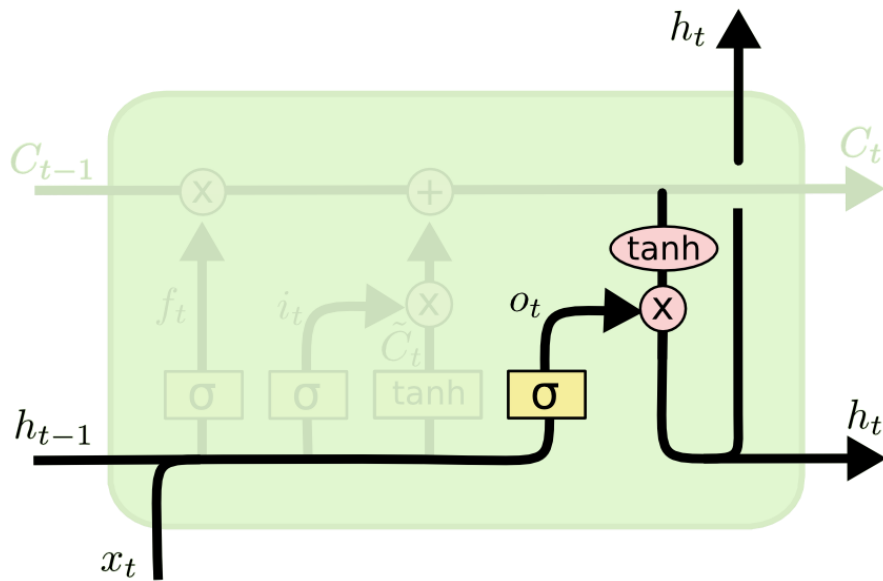 h_t
C_{t-1}
C_t
x
+
tanh
f_t
i_t
x
o_t
x
C̃_t
σ
σ
tanh
σ
h_{t-1}
h_t
x_t